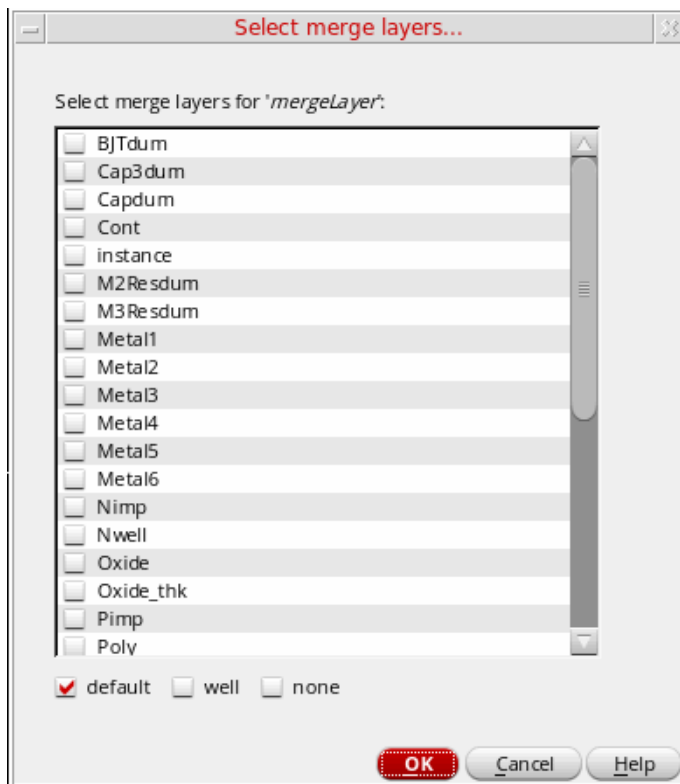 Select merge layers...
Select merge layers for 'mergeLayer':
BJTdum
Cap3dum
Capdum
Cont
instance
M2Resdum
M3Resdum
Metal1
Metal2
Metal3
Metal4
Metal5
Metal6
Nimp
Nwell
Oxide
Oxide_thk
Pimp
Poly
default well none
OK Cancel Help